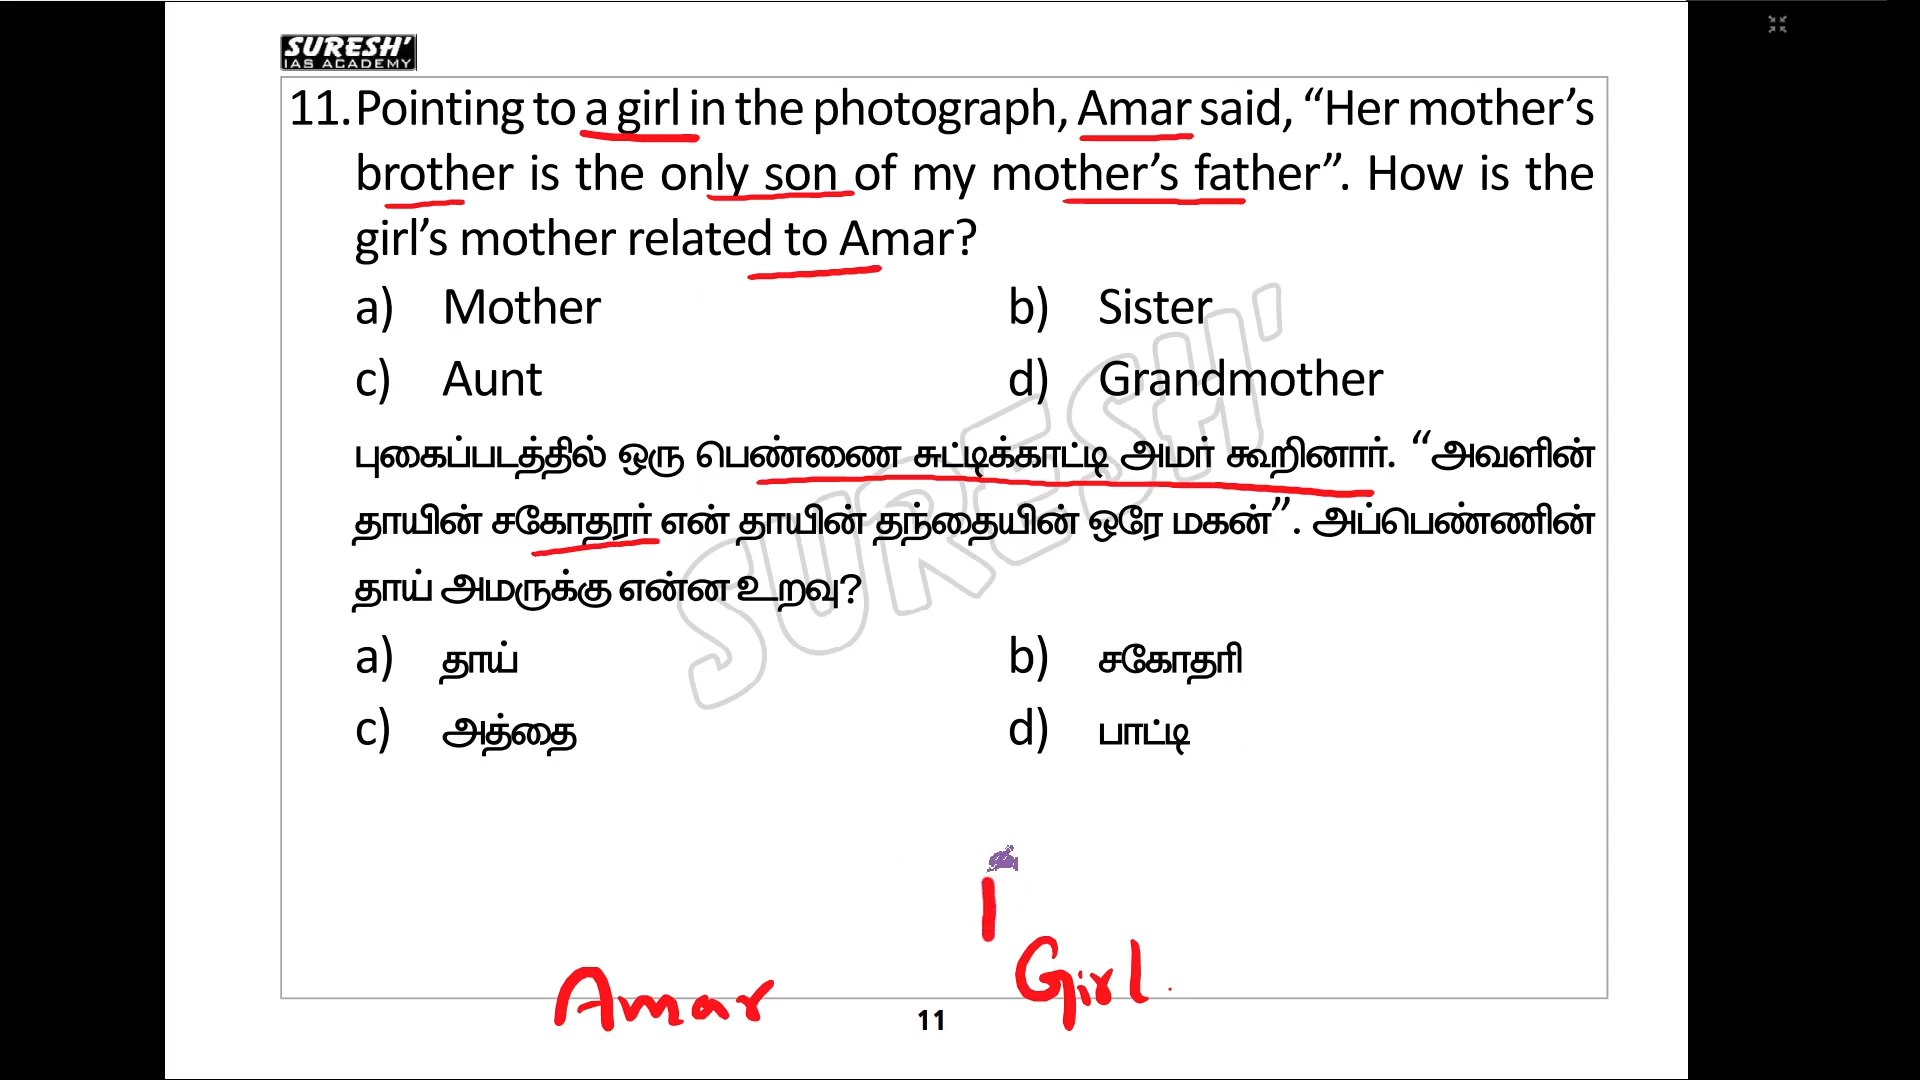 SURESH'
IAS ACADEMY
11. Pointing to a girl in the photograph, Amar said, “Her mother’s
brother is the only son of my mother’s father”. How is the
girl’s mother related to Amar?
a) Mother b) Sister
c) Aunt d) Grandmother
புகைப்படத்தில் ஒரு பெண்ணை சுட்டிக்காட்டி அமர் கூறினார். “அவளின்
தாயின் சகோதரர் என் தாயின் தந்தையின் ஒரே மகன்”. அப்பெண்ணின்
தாய் அமருக்கு என்ன உறவு?
a) தாய் b) சகோதரி
c) அத்தை d) பாட்டி
SURESH'
Girl.
Amar
11